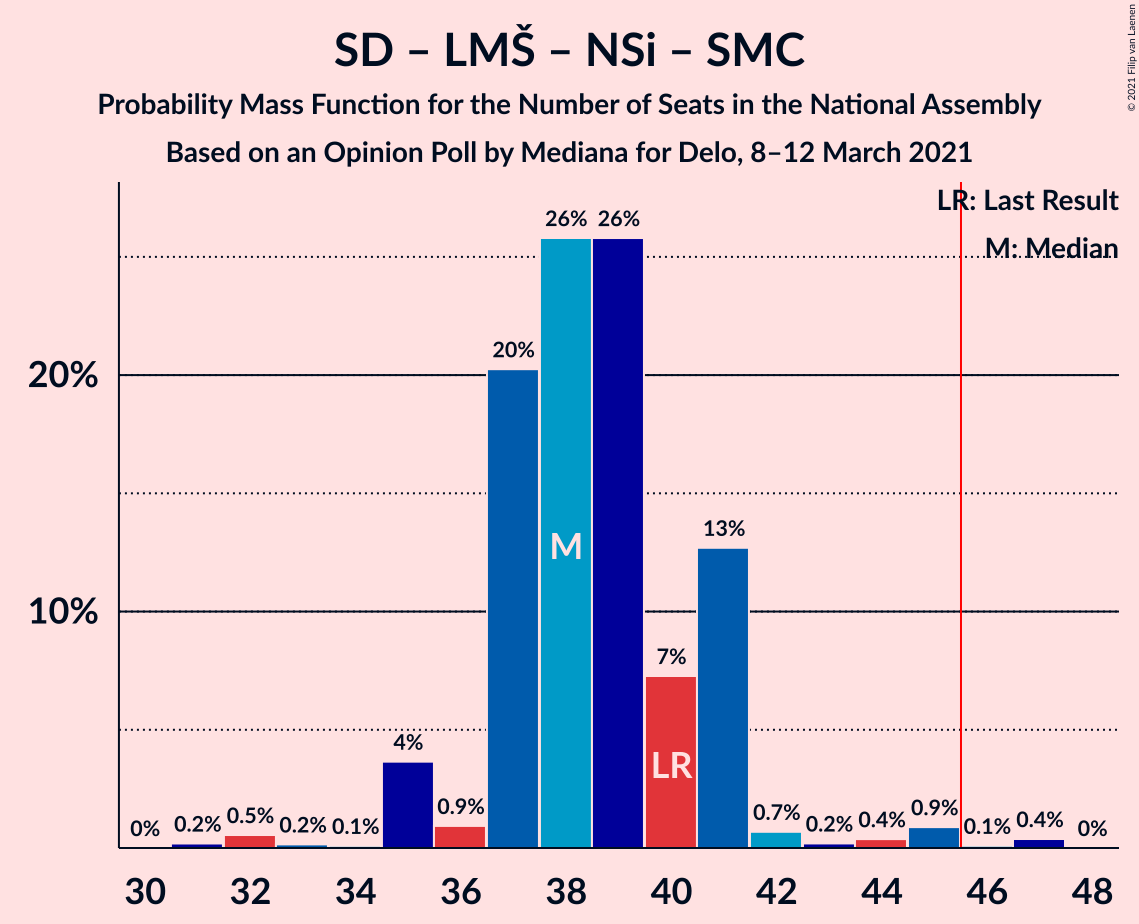 SD – LMŠ – NSi – SMC
Probability Mass Function for the Number of Seats in the National Assembly
Based on an Opinion Poll by Mediana for Delo, 8–12 March 2021
© 2021 Filip van Laenen
LR: Last Result
M: Median
26% 26%
20%
20%
13%
M
10%
7%
LR
4%
0% 0.2% 0.5% 0.2% 0.1% 0.9% 0.7% 0.2% 0.4% 0.9% 0.1% 0.4% 0%
30 32 34 36 38 40 42 44 46 48